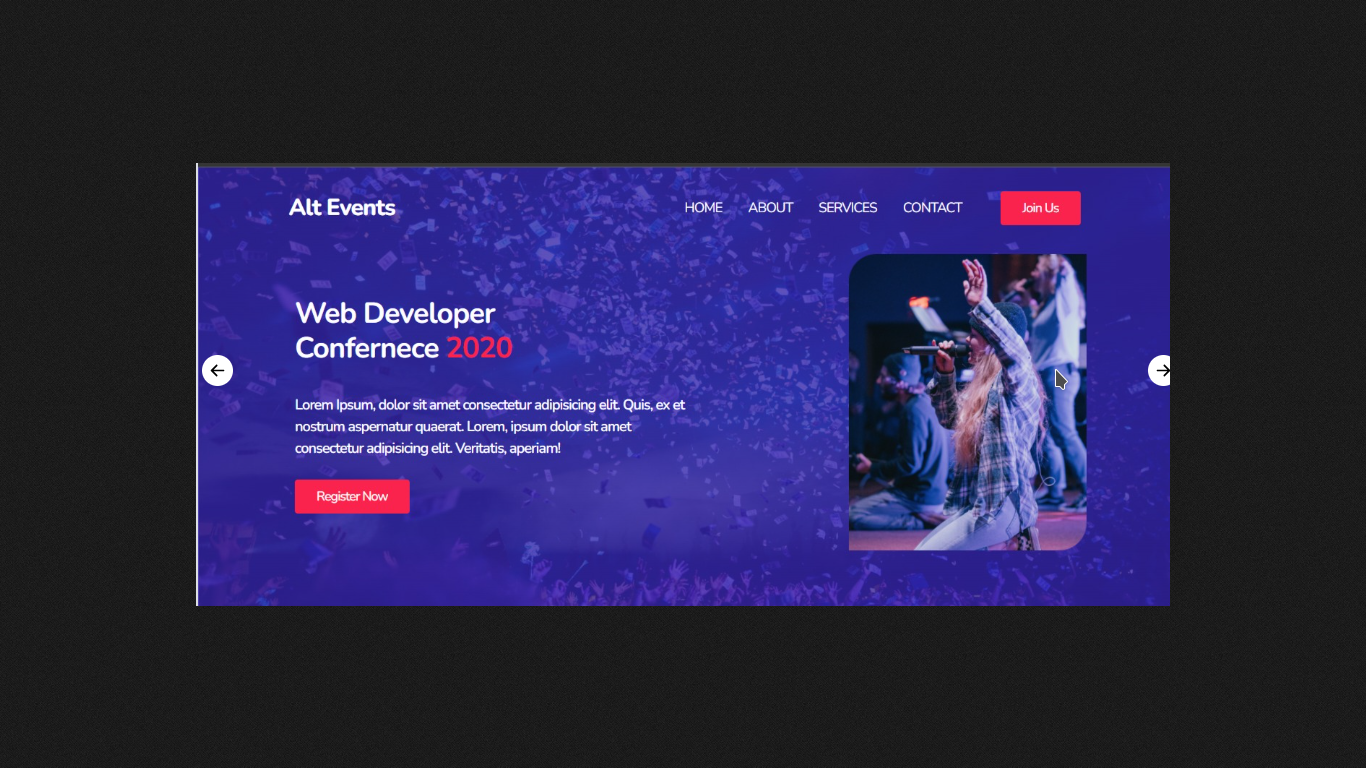 Alt Events
HOME ABOUT SERVICES CONTACT Join Us
Web Developer
Confernece 2020
Lorem Ipsum, dolor sit amet consectetur adipisicing elit. Quis, ex et
nostrum aspernatur quaerat. Lorem, ipsum dolor sit amet
consectetur adipisicing elit. Veritatis, aperiam!
Register Now